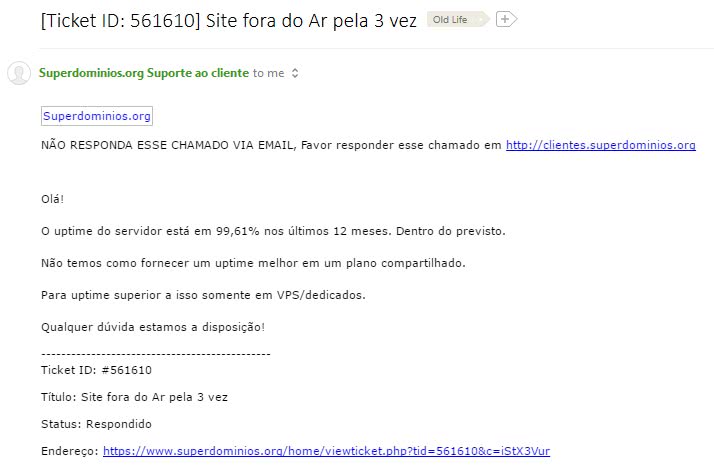 [Ticket ID: 561610] Site fora do Ar pela 3 vez Old Life
Superdominios.org Suporte ao cliente to me
Superdominios.org
NÃO RESPONDA ESSE CHAMADO VIA EMAIL, Favor responder esse chamado em http://clientes.superdominios.org
Olá!
O uptime do servidor está em 99,61% nos últimos 12 meses. Dentro do previsto.
Não temos como fornecer um uptime melhor em um plano compartilhado.
Para uptime superior a isso somente em VPS/dedicados.
Qualquer dúvida estamos a disposição!
----------------------------------------------
Ticket ID: #561610
Título: Site fora do Ar pela 3 vez
Status: Respondido
Endereço: https://www.superdominios.org/home/viewticket.php?tid=561610&c=iStX3Vur